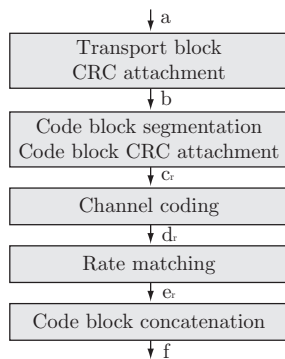 a
Transport block
CRC attachment
b
Code block segmentation
Code block CRC attachment
cᵣ
Channel coding
dᵣ
Rate matching
eᵣ
Code block concatenation
f